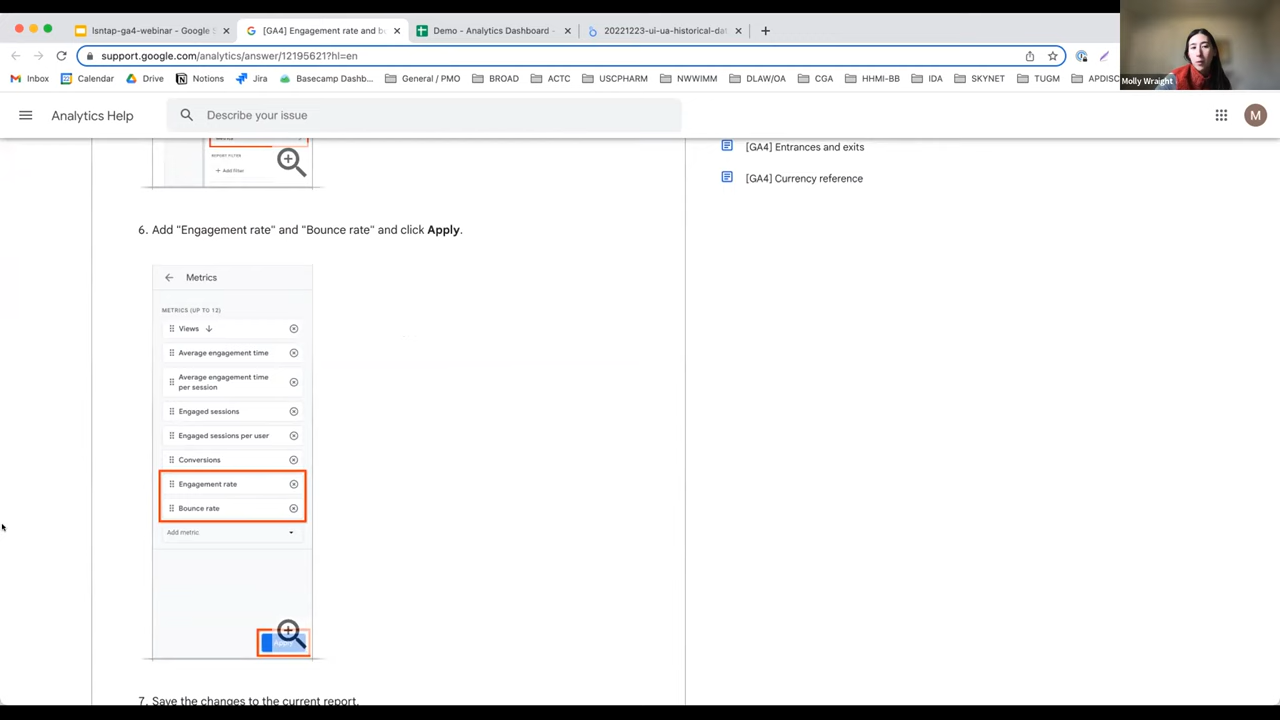 lsntap-ga4-webinar - Google S
[GA4] Engagement rate and b
Demo - Analytics Dashboard -
20221223-ui-ua-historical-dat
support.google.com/analytics/answer/12195621?hl=en
Inbox
Calendar
Drive
Notions
Jira
Basecamp Dashb...
General / PMO
BROAD
ACTC
USCPHARM
NWWIMM
DLAW/OA
CGA
HHMI-BB
IDA
SKYNET
TUGM
APDISC
Molly Wraight
Analytics Help
Describe your issue
M
REPORT FILTER
+ Add filter
[GA4] Entrances and exits
[GA4] Currency reference
6. Add "Engagement rate" and "Bounce rate" and click Apply.
Metrics
METRICS (UP TO 12)
Views
Average engagement time
Average engagement time
per session
Engaged sessions
Engaged sessions per user
Conversions
Engagement rate
Bounce rate
Add metric
7. Save the changes to the current report.